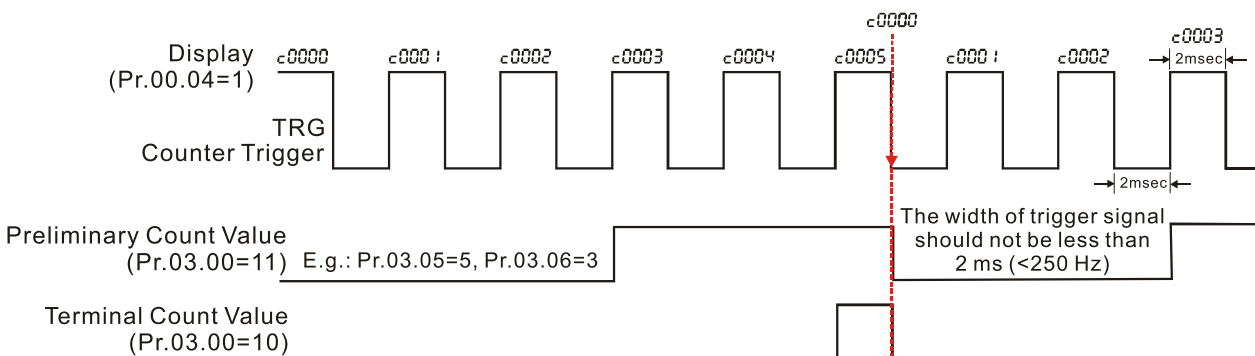 c0000
Display
(Pr.00.04=1)
c0000 c0001 c0002 c0003 c0004 c0005 c0001 c0002 c0003
2msec
TRG
Counter Trigger
2msec
Preliminary Count Value
(Pr.03.00=11)
E.g.: Pr.03.05=5, Pr.03.06=3
The width of trigger signal
should not be less than
2 ms (<250 Hz)
Terminal Count Value
(Pr.03.00=10)